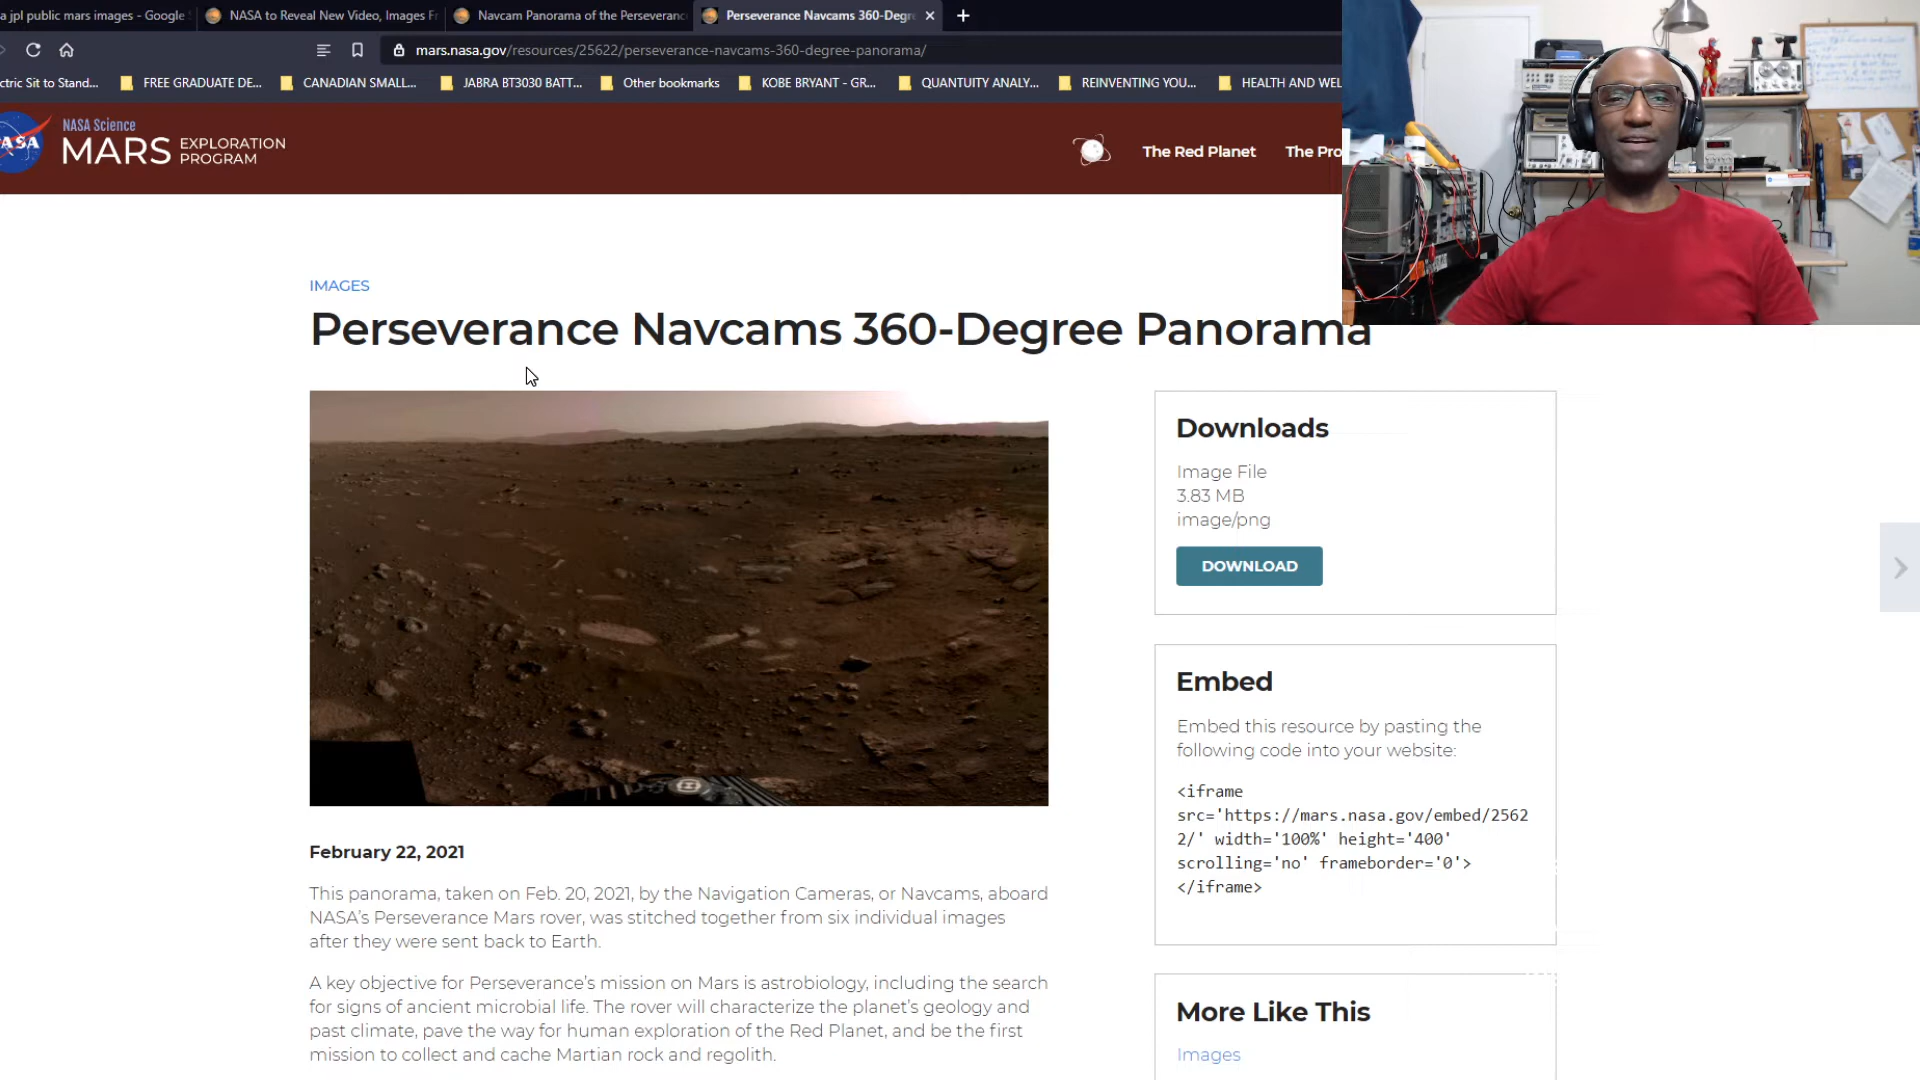 a jpl public mars images - Google
NASA to Reveal New Video, Images F
Navcam Panorama of the Perseveranc
Perseverance Navcams 360-Degr
mars.nasa.gov/resources/25622/perseverance-navcams-360-degree-panorama/
ctric Sit to Stand...
FREE GRADUATE DE...
CANADIAN SMALL...
JABRA BT3030 BATT...
Other bookmarks
KOBE BRYANT - GR...
QUANTUITY ANALY...
REINVENTING YOU...
HEALTH AND WEL
ASA
NASA Science
MARS EXPLORATION
PROGRAM
The Red Planet
The Pro
IMAGES
Perseverance Navcams 360-Degree Panorama
February 22, 2021
This panorama, taken on Feb. 20, 2021, by the Navigation Cameras, or Navcams, aboard
NASA's Perseverance Mars rover, was stitched together from six individual images
after they were sent back to Earth.
A key objective for Perseverance's mission on Mars is astrobiology, including the search
for signs of ancient microbial life. The rover will characterize the planet's geology and
past climate, pave the way for human exploration of the Red Planet, and be the first
mission to collect and cache Martian rock and regolith.
Downloads
Image File
3.83 MB
image/png
DOWNLOAD
Embed
Embed this resource by pasting the
following code into your website:
<iframe
src='https://mars.nasa.gov/embed/2562
2/' width='100%' height='400'
scrolling='no' frameborder='0'>
</iframe>
More Like This
Images